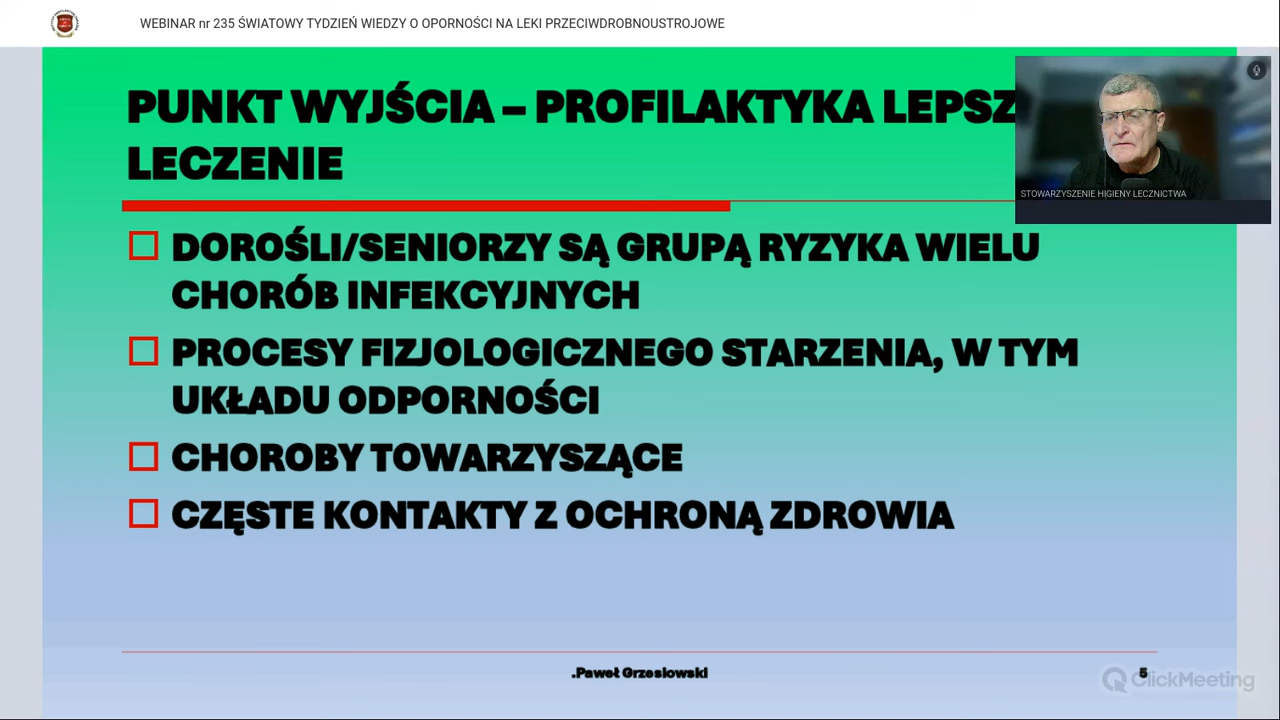 WEBINAR nr 235 ŚWIATOWY TYDZIEŃ WIEDZY O OPORNOŚCI NA LEKI PRZECIWDROBNOUSTROJOWE
PUNKT WYJŚCIA – PROFILAKTYKA LEPSZ
LECZENIE
STOWARZYSZENIE HIGIENY LECZNICTWA
DOROŚLI/SENIORZY SĄ GRUPĄ RYZYKA WIELU
CHORÓB INFEKCYJNYCH
PROCESY FIZJOLOGICZNEGO STARZENIA, W TYM
UKŁADU ODPORNOŚCI
CHOROBY TOWARZYSZĄCE
CZĘSTE KONTAKTY Z OCHRONĄ ZDROWIA
.Paweł Grzesiowski
5
ClickMeeting